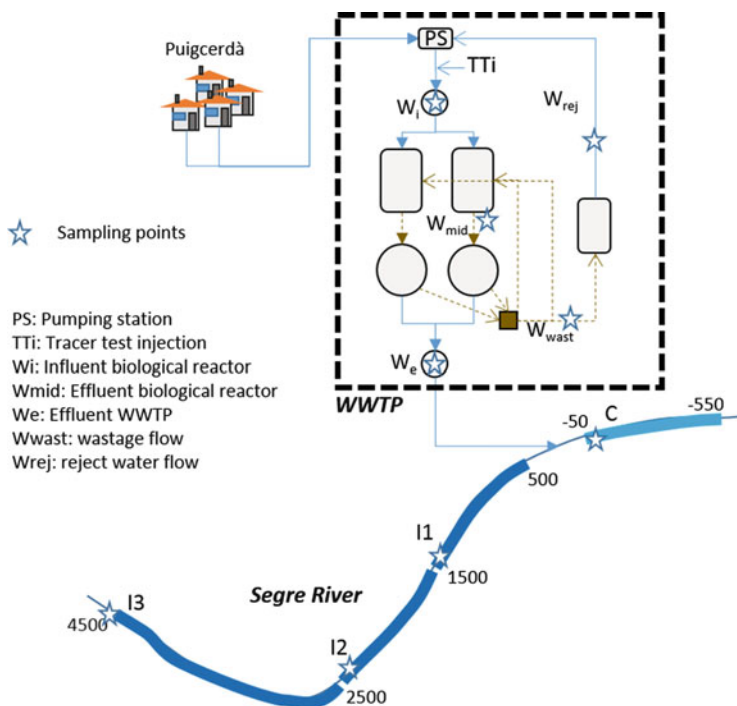 Puigcerdà
PS
TTi
Wi
Wrej
Wmid
Sampling points
Wwast
PS: Pumping station
TTi: Tracer test injection
Wi: Influent biological reactor
Wmid: Effluent biological reactor
We: Effluent WWTP
Wwast: wastage flow
Wrej: reject water flow
We
WWTP
-50
C
-550
500
I1
1500
Segre River
I3
4500
I2
2500